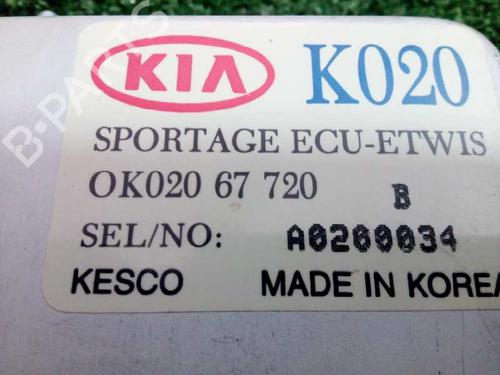 KIA K020
SPORTAGE ECU-ETWIS
OK020 67 720 B
SEL/NO: A0200034
KESCO MADE IN KOREA
B-PARTS